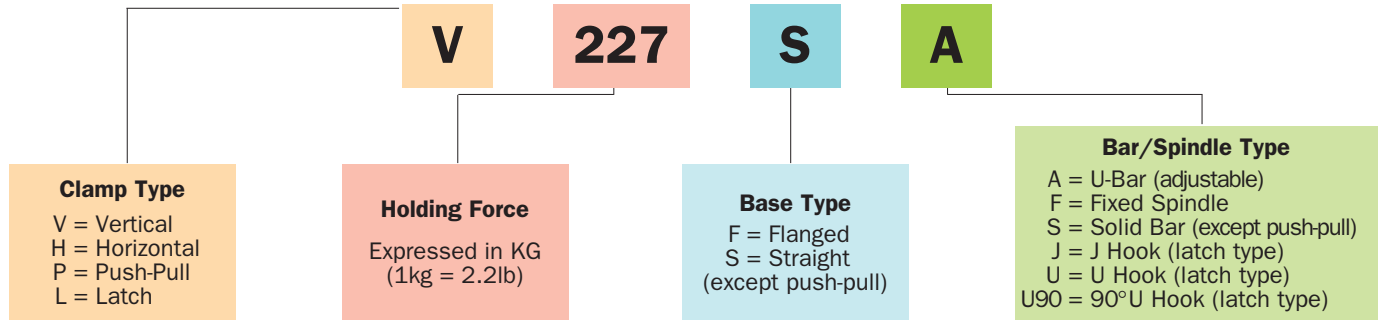 V 227 S A
Clamp Type
V = Vertical
H = Horizontal
P = Push-Pull
L = Latch
Holding Force
Expressed in KG
(1kg = 2.2lb)
Base Type
F = Flanged
S = Straight
(except push-pull)
Bar/Spindle Type
A = U-Bar (adjustable)
F = Fixed Spindle
S = Solid Bar (except push-pull)
J = J Hook (latch type)
U = U Hook (latch type)
U90 = 90°U Hook (latch type)